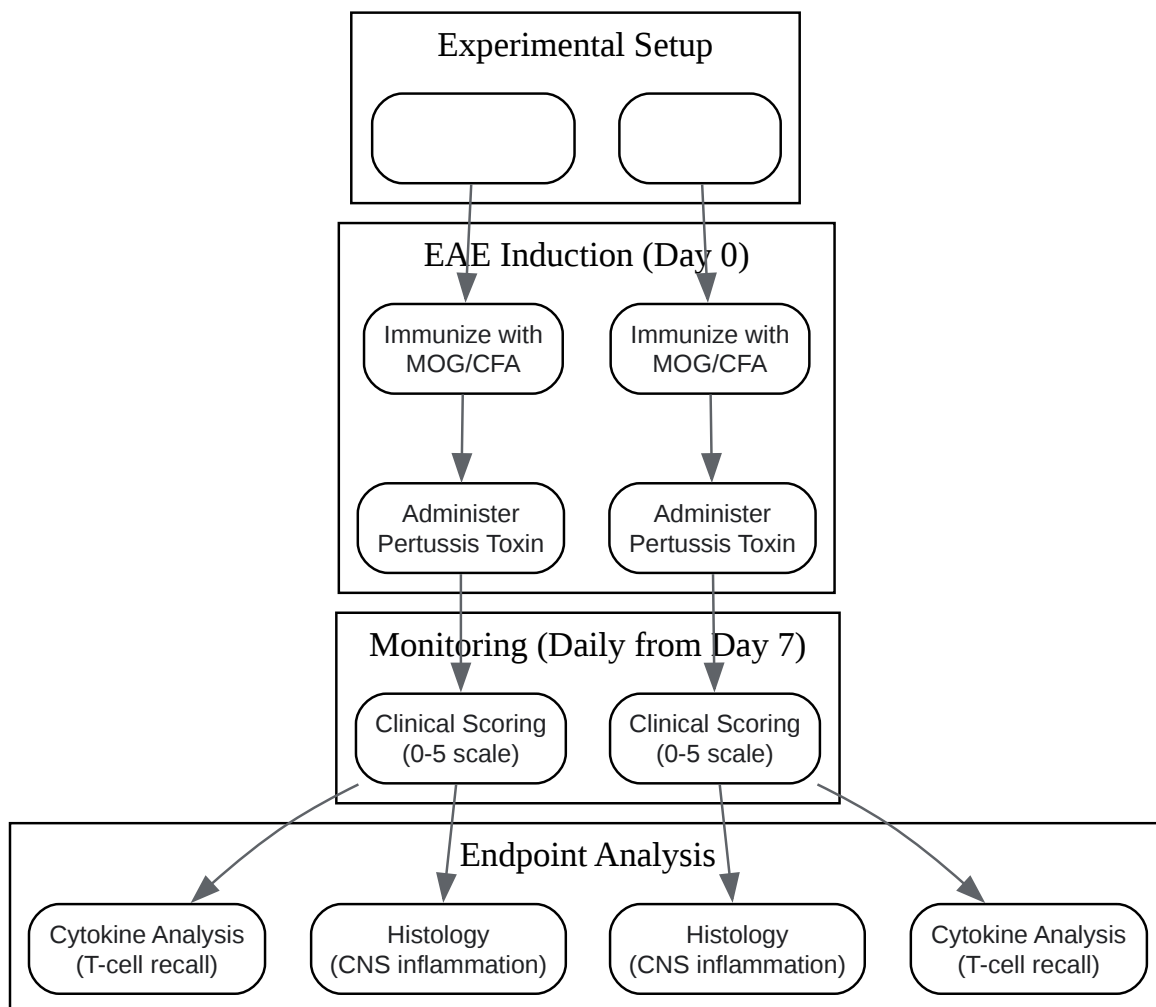 Experimental Setup
EAE Induction (Day 0)
Immunize with
MOG/CFA
Immunize with
MOG/CFA
Administer
Pertussis Toxin
Administer
Pertussis Toxin
Monitoring (Daily from Day 7)
Clinical Scoring
(0-5 scale)
Clinical Scoring
(0-5 scale)
Endpoint Analysis
Cytokine Analysis
(T-cell recall)
Histology
(CNS inflammation)
Histology
(CNS inflammation)
Cytokine Analysis
(T-cell recall)